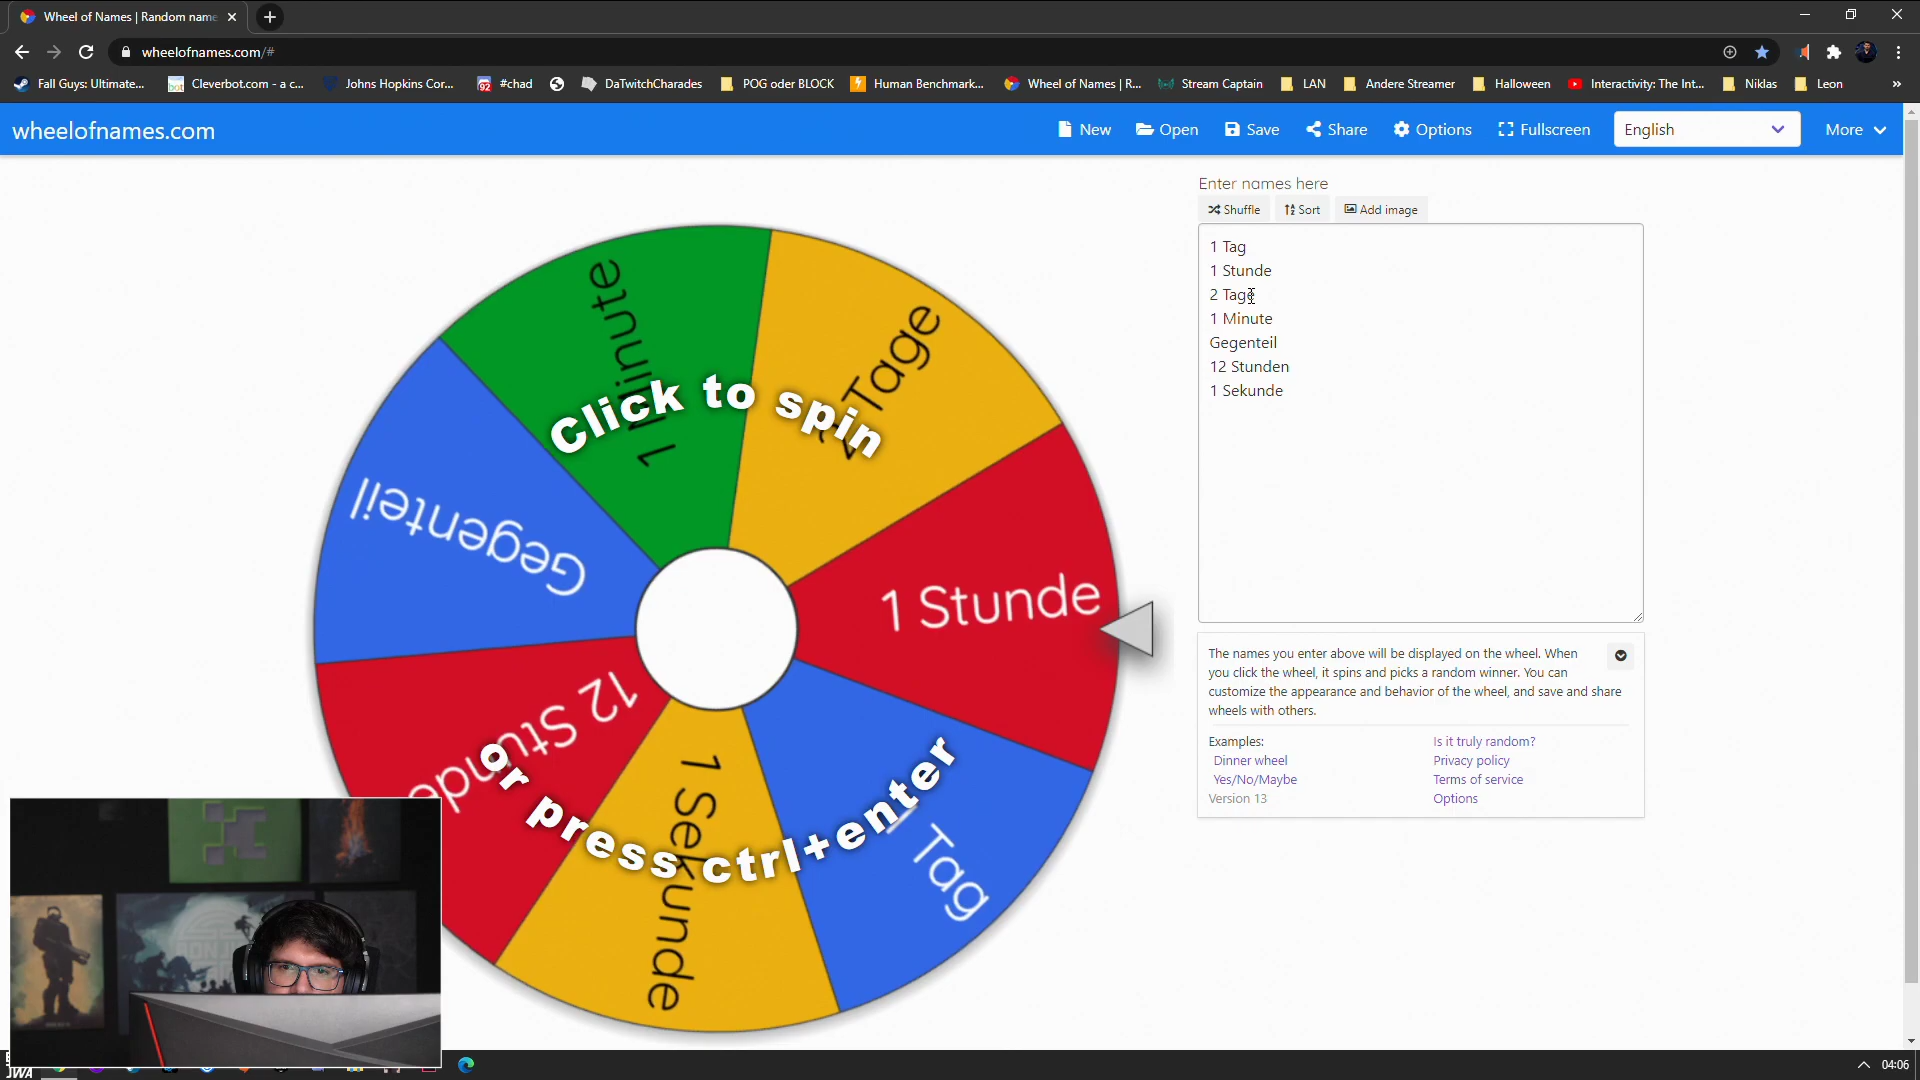 Wheel of Names | Random name
wheelofnames.com/#
Fall Guys: Ultimate...
Cleverbot.com - a c...
Johns Hopkins Cor...
#chad
DaTwitchCharades
POG oder BLOCK
Human Benchmark...
Wheel of Names | R...
Stream Captain
LAN
Andere Streamer
Halloween
Interactivity: The Int...
Niklas
Leon
»
wheelofnames.com
New
Open
Save
Share
Options
Fullscreen
English
More
Enter names here
Shuffle
Sort
Add image
1 Tag
1 Stunde
2 Tage
1 Minute
Gegenteil
12 Stunden
1 Sekunde
1 Minute
2 Tage
Click to spin
Gegenteil
1 Stunde
12 Stunde
1 Sekunde
Tag
or press ctrl+enter
The names you enter above will be displayed on the wheel. When
you click the wheel, it spins and picks a random winner. You can
customize the appearance and behavior of the wheel, and save and share
wheels with others.
Examples:
Dinner wheel
Yes/No/Maybe
Version 13
Is it truly random?
Privacy policy
Terms of service
Options
JWA
04:06